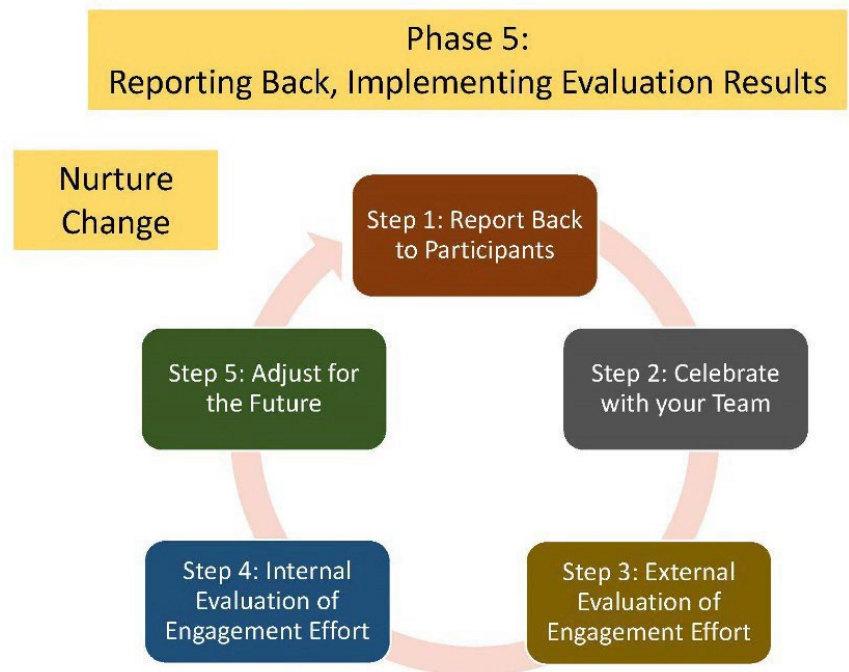 Phase 5:
Reporting Back, Implementing Evaluation Results
Nurture
Change
Step 1: Report Back
to Participants
Step 2: Celebrate
with your Team
Step 3: External
Evaluation of
Engagement Effort
Step 4: Internal
Evaluation of
Engagement Effort
Step 5: Adjust for
the Future